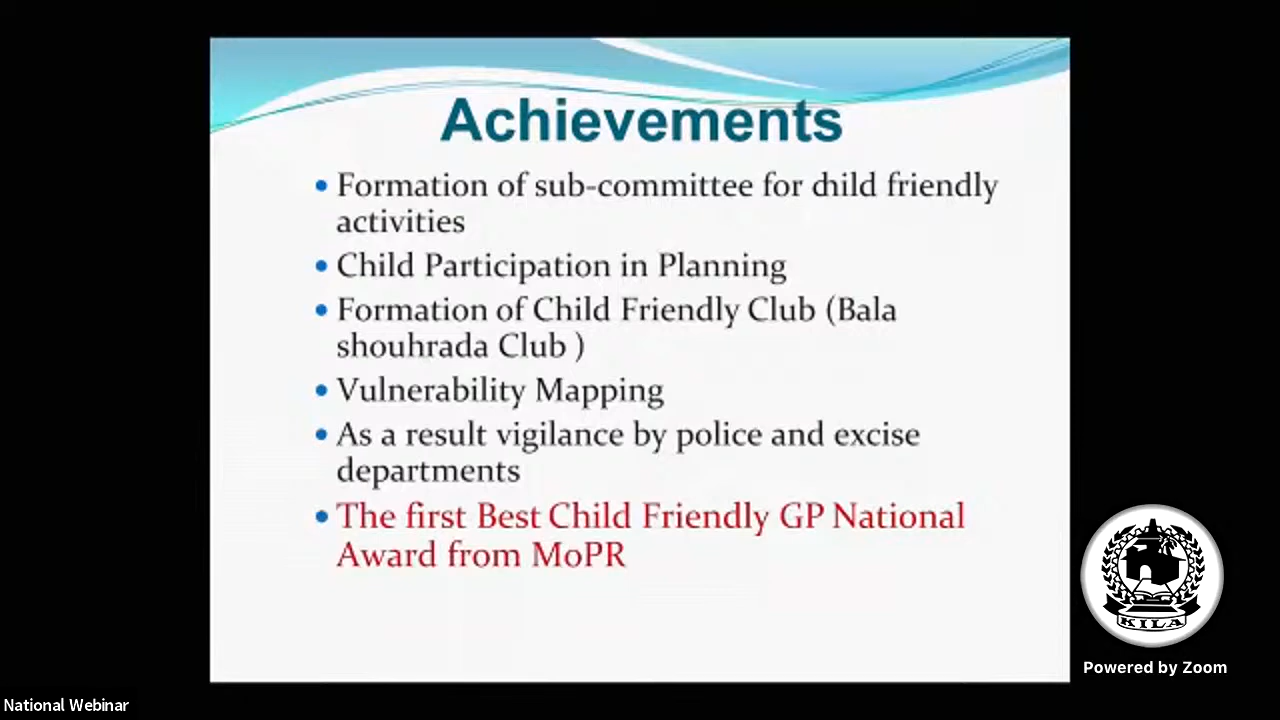 Achievements
• Formation of sub-committee for child friendly
activities
• Child Participation in Planning
• Formation of Child Friendly Club (Bala
shouhrada Club )
• Vulnerability Mapping
• As a result vigilance by police and excise
departments
• The first Best Child Friendly GP National
Award from MoPR
KILA
Powered by Zoom
National Webinar